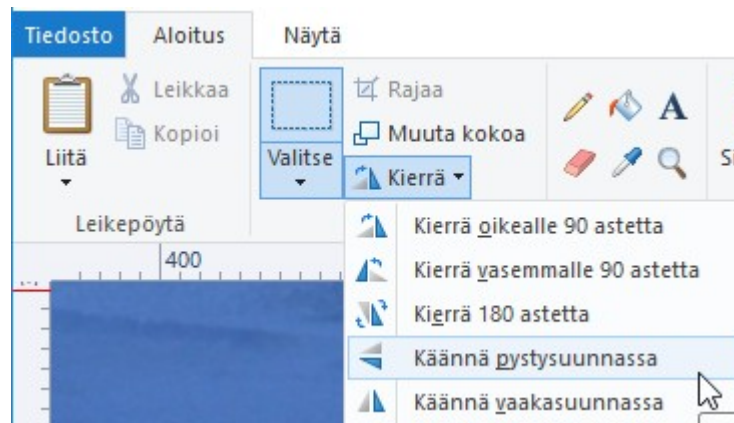 Tiedosto Aloitus Näytä
Leikkaa
Kopioi
Liitä
Leikepöytä
Valitse
Rajaa
Muuta kokoa
Kierrä
A
400
Kierrä oikealle 90 astetta
Kierrä vasemmalle 90 astetta
Kierrä 180 astetta
Käännä pystysuunnassa
Käännä vaakasuunnassa